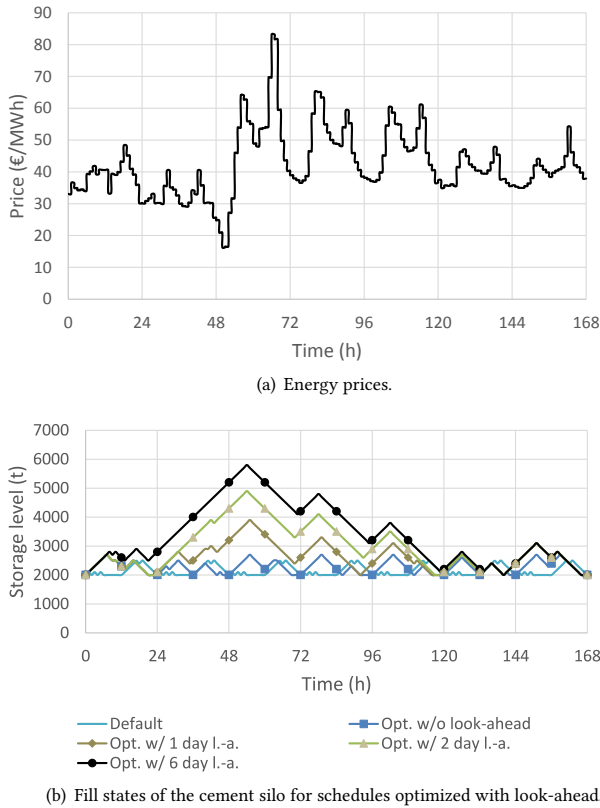 90
80
70
60
50
40
30
20
10
0
Price (€/MWh)
0 24 48 72 96 120 144 168
Time (h)
(a) Energy prices.
7000
6000
5000
4000
3000
2000
1000
0
Storage level (t)
0 24 48 72 96 120 144 168
Time (h)
Default Opt. w/o look-ahead
Opt. w/ 1 day l.-a. Opt. w/ 2 day l.-a.
Opt. w/ 6 day l.-a.
(b) Fill states of the cement silo for schedules optimized with look-ahead